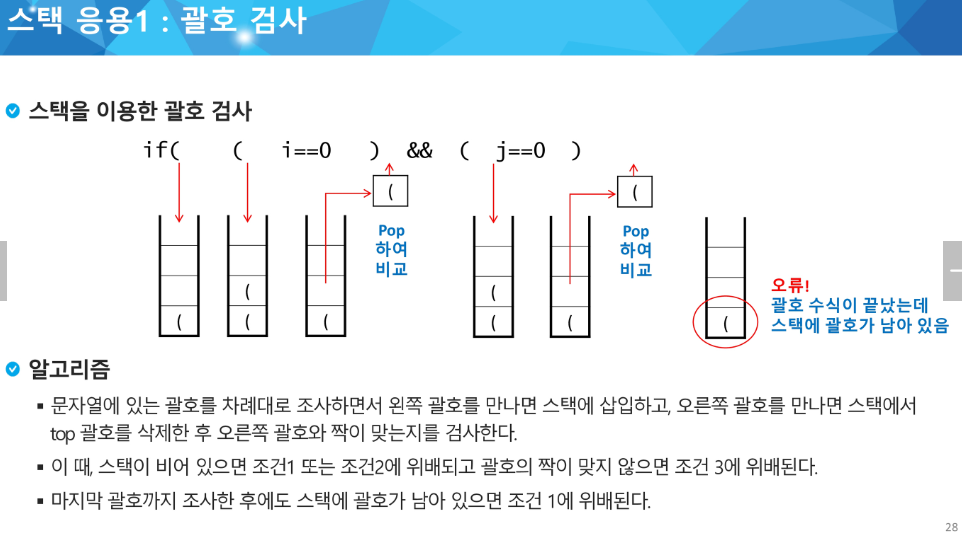 스택 응용1 : 괄호 검사
스택을 이용한 괄호 검사
if( ( i==0 ) && ( j==0 )
( (
Pop
하여
비교
Pop
하여
비교
( (
( ( ( ( ( (
오류!
괄호 수식이 끝났는데
스택에 괄호가 남아 있음
알고리즘
▪ 문자열에 있는 괄호를 차례대로 조사하면서 왼쪽 괄호를 만나면 스택에 삽입하고, 오른쪽 괄호를 만나면 스택에서
top 괄호를 삭제한 후 오른쪽 괄호와 짝이 맞는지를 검사한다.
▪ 이 때, 스택이 비어 있으면 조건1 또는 조건2에 위배되고 괄호의 짝이 맞지 않으면 조건 3에 위배된다.
▪ 마지막 괄호까지 조사한 후에도 스택에 괄호가 남아 있으면 조건 1에 위배된다.
28